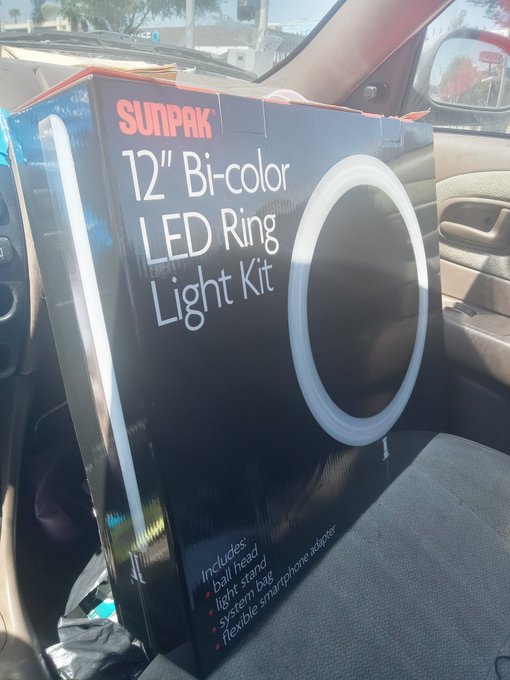 SUNPAK®
12" Bi-color
LED Ring
Light Kit
Includes:
• ball head
• light stand
• system bag
• flexible smartphone adapter